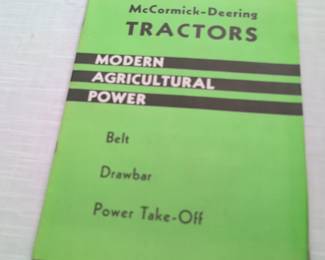 McCormick-Deering
TRACTORS
MODERN
AGRICULTURAL
POWER
Belt
Drawbar
Power Take-Off